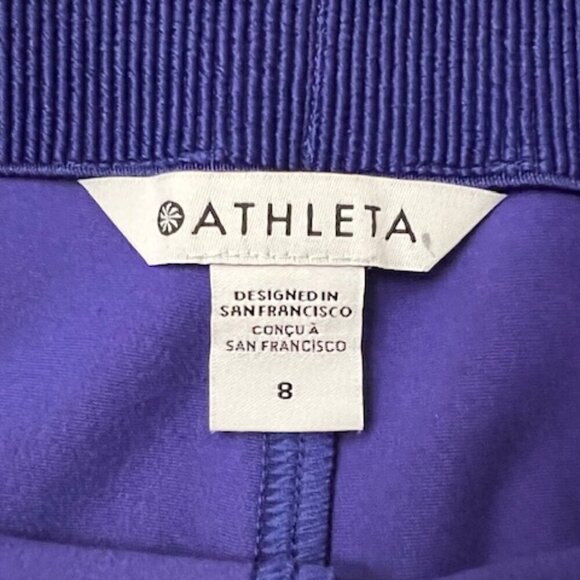 ATHLETA
DESIGNED IN
SAN FRANCISCO
CONÇU À
SAN FRANCISCO
8